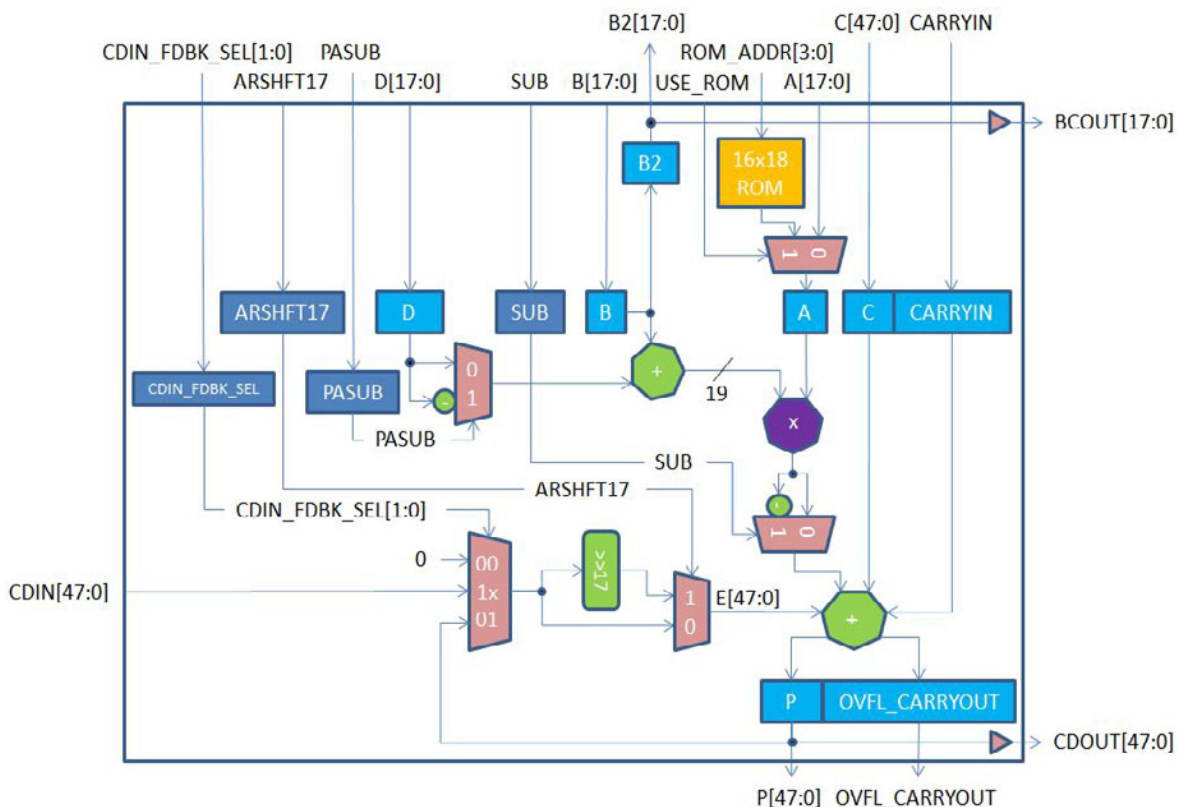 B2[17:0]
C[47:0] CARRYIN
CDIN_FDBK_SEL[1:0] PASUB
ROM_ADDR[3:0]
ARSHFT17
D[17:0]
SUB
B[17:0]
USE_ROM
A[17:0]
BCOUT[17:0]
B2
16x18
ROM
1 0
ARSHFT17
D
SUB
B
A
C
CARRYIN
0
1
-
+
19
CDIN_FDBK_SEL
PASUB
PASUB
x
SUB
ARSHFT17
-
CDIN_FDBK_SEL[1:0]
1 0
0
00
1x
01
>>17
CDIN[47:0]
1
0
E[47:0]
+
P
OVFL_CARRYOUT
CDOUT[47:0]
P[47:0] OVFL_CARRYOUT